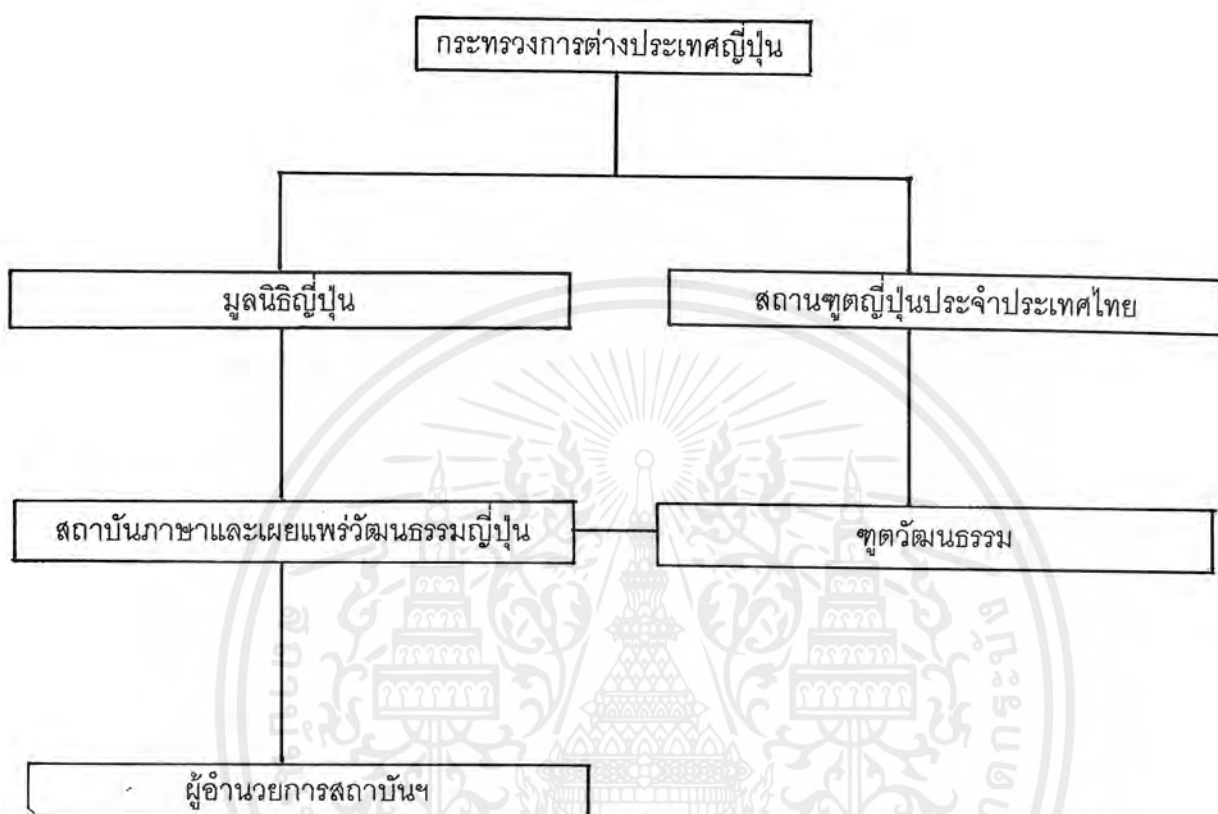 กระทรวงการต่างประเทศญี่ปุ่น
มูลนิธิญี่ปุ่น
สถานฑูตญี่ปุ่นประจำประเทศไทย
สถาบันภาษาและเผยแพร่วัฒนธรรมญี่ปุ่น
ฑูตวัฒนธรรม
ผู้อำนวยการสถาบันฯ